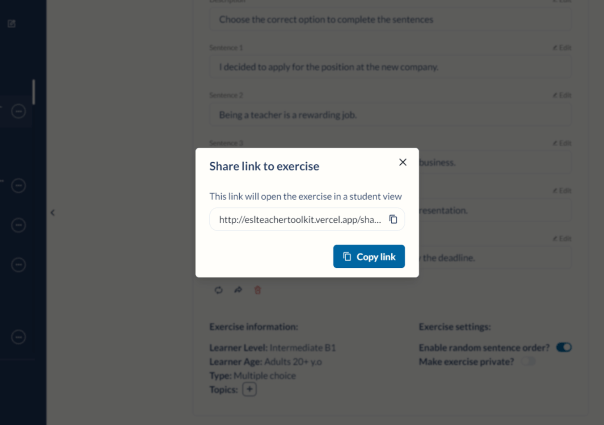 Choose the correct option to complete the sentences
Sentence 1
Edit
I decided to apply for the position at the new company.
Sentence 2
Edit
Being a teacher is a rewarding job.
Sentence 3
Edit
Share link to exercise
business.
This link will open the exercise in a student view
Edit
http://eslteachertoolkit.vercel.app/sha...
resentation.
Edit
Copy link
the deadline.
Exercise information:
Exercise settings:
Learner Level: Intermediate B1
Enable random sentence order?
Learner Age: Adults 20+ y.o
Make exercise private?
Type: Multiple choice
Topics: